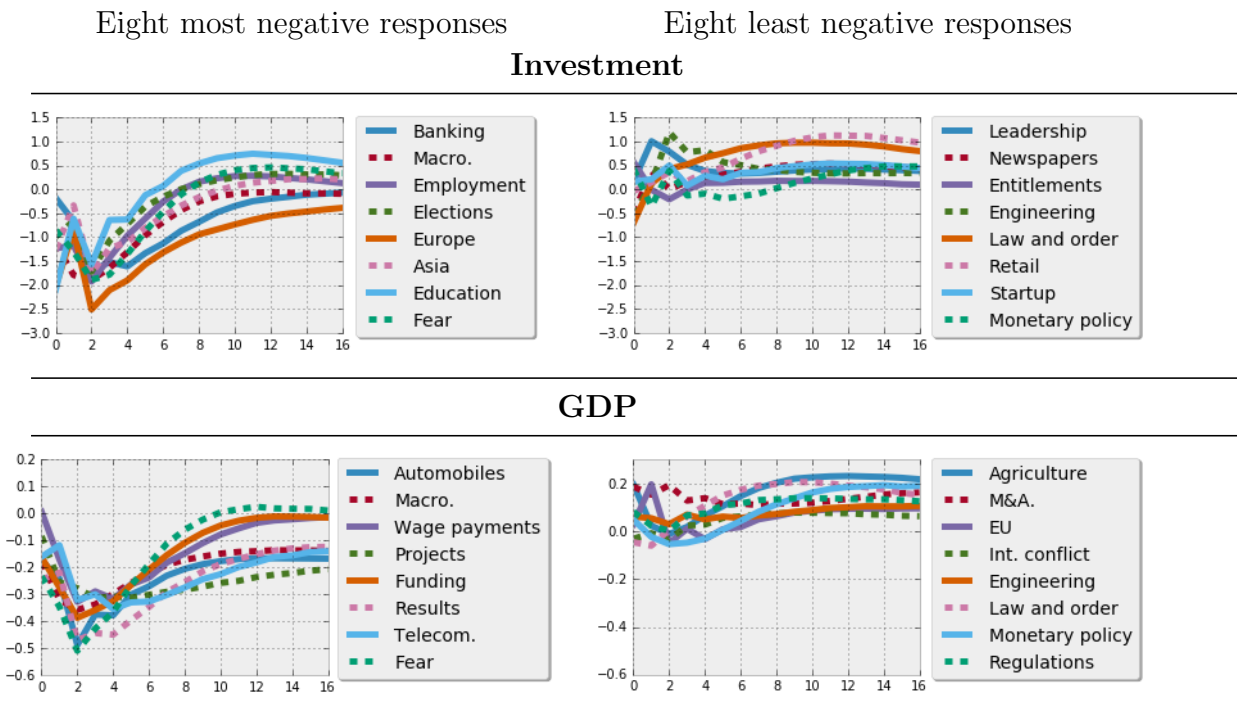 Eight most negative responses Eight least negative responses
Investment
1.5
1.0
0.5
0.0
−0.5
−1.0
−1.5
−2.0
−2.5
−3.0
0 2 4 6 8 10 12 14 16
Banking
Macro.
Employment
Elections
Europe
Asia
Education
Fear
1.5
1.0
0.5
0.0
−0.5
−1.0
−1.5
−2.0
−2.5
−3.0
0 2 4 6 8 10 12 14 16
Leadership
Newspapers
Entitlements
Engineering
Law and order
Retail
Startup
Monetary policy
GDP
0.2
0.1
0.0
−0.1
−0.2
−0.3
−0.4
−0.5
−0.6
0 2 4 6 8 10 12 14 16
Automobiles
Macro.
Wage payments
Projects
Funding
Results
Telecom.
Fear
0.2
0.0
−0.2
−0.4
−0.6
0 2 4 6 8 10 12 14 16
Agriculture
M&A.
EU
Int. conflict
Engineering
Law and order
Monetary policy
Regulations